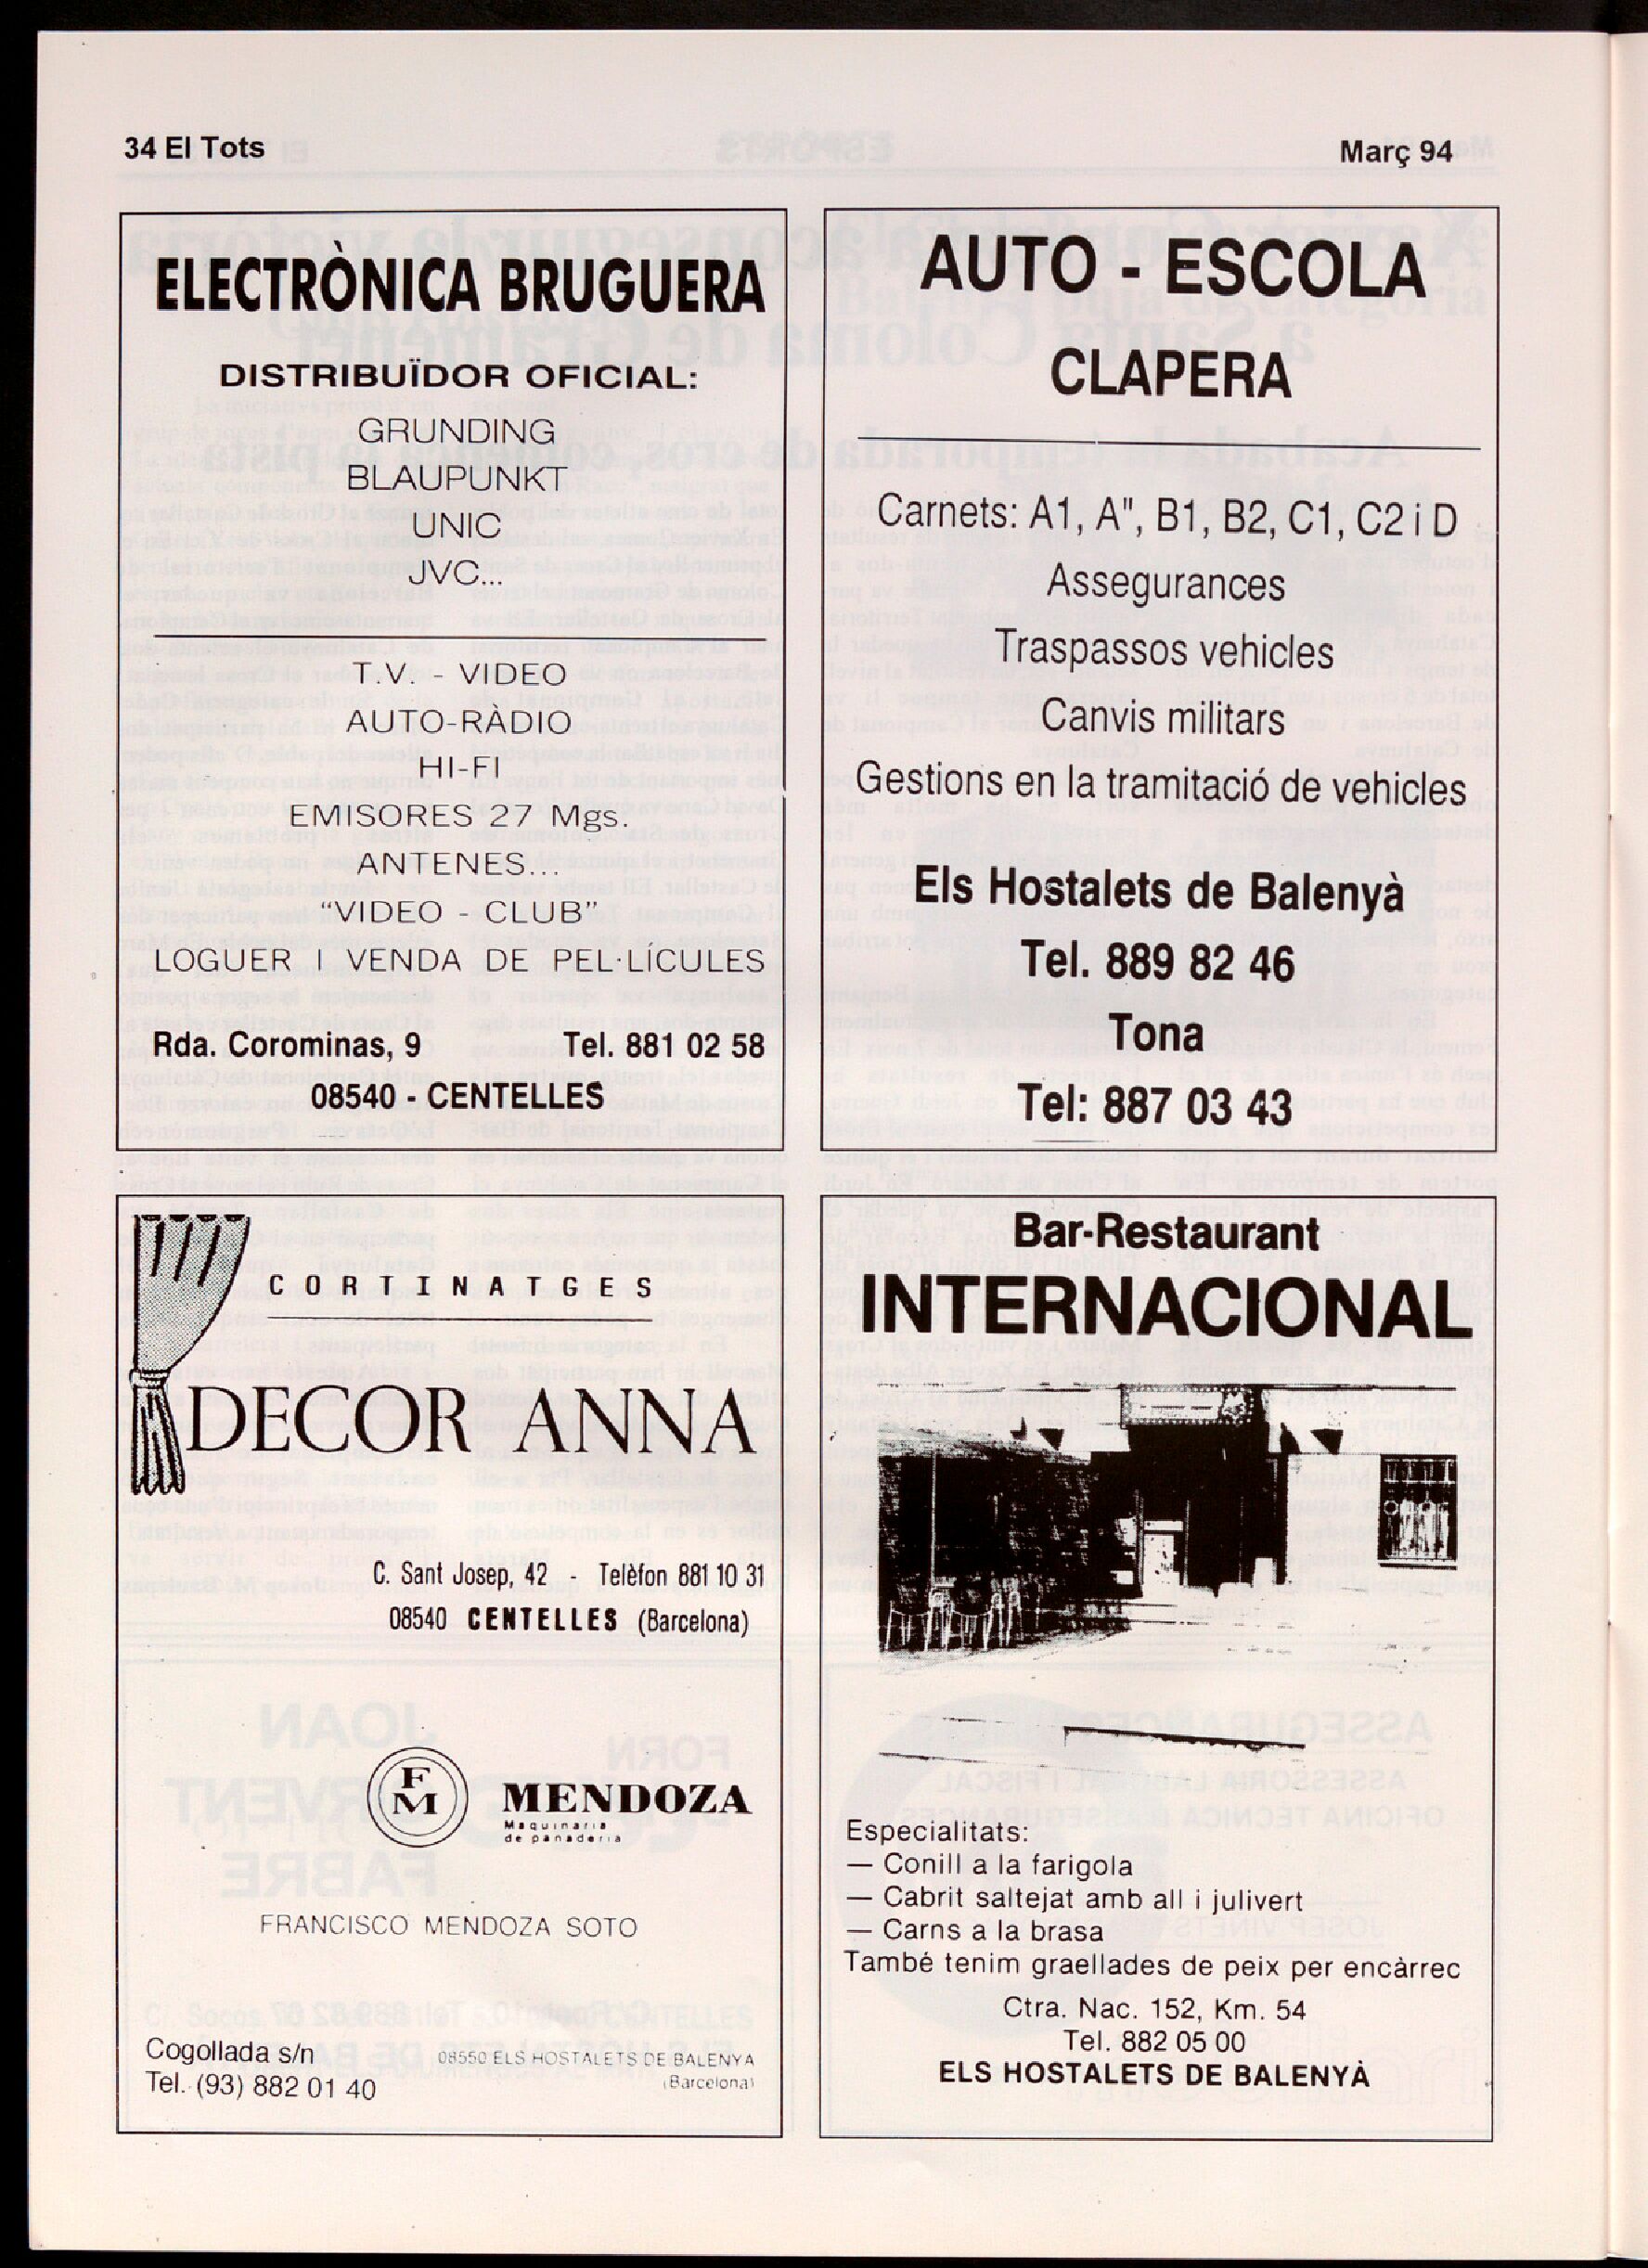 34 El Tots
Març 94
ELECTRÒNICA BRUGUERA
DISTRIBUÏDOR OFICIAL:
GRUNDING
BLAUPUNKT
UNIC
JVC...
T.V. - VIDEO
AUTO-RÀDIO
HI-FI
EMISORES 27 Mgs.
ANTENES...
“VIDEO - CLUB”
LOGUER I VENDA DE PEL·LÍCULES
Rda. Corominas, 9 Tel. 881 02 58
08540 - CENTELLES
AUTO - ESCOLA
CLAPERA
Carnets: A1, A", B1, B2, C1, C2 i D
Assegurances
Traspassos vehicles
Canvis militars
Gestions en la tramitació de vehicles
Els Hostalets de Balenyà
Tel. 889 82 46
Tona
Tel: 887 03 43
CORTINATGES
DECOR ANNA
C. Sant Josep, 42 - Telèfon 881 10 31
08540 CENTELLES (Barcelona)
FM
MENDOZA
Maquinaria
de panaderia
FRANCISCO MENDOZA SOTO
Cogollada s/n
Tel. (93) 882 01 40
08550 ELS HOSTALETS DE BALENYA
(Barcelona)
Bar-Restaurant
INTERNACIONAL
Especialitats:
— Conill a la farigola
— Cabrit saltejat amb all i julivert
— Carns a la brasa
També tenim graellades de peix per encàrrec
Ctra. Nac. 152, Km. 54
Tel. 882 05 00
ELS HOSTALETS DE BALENYÀ